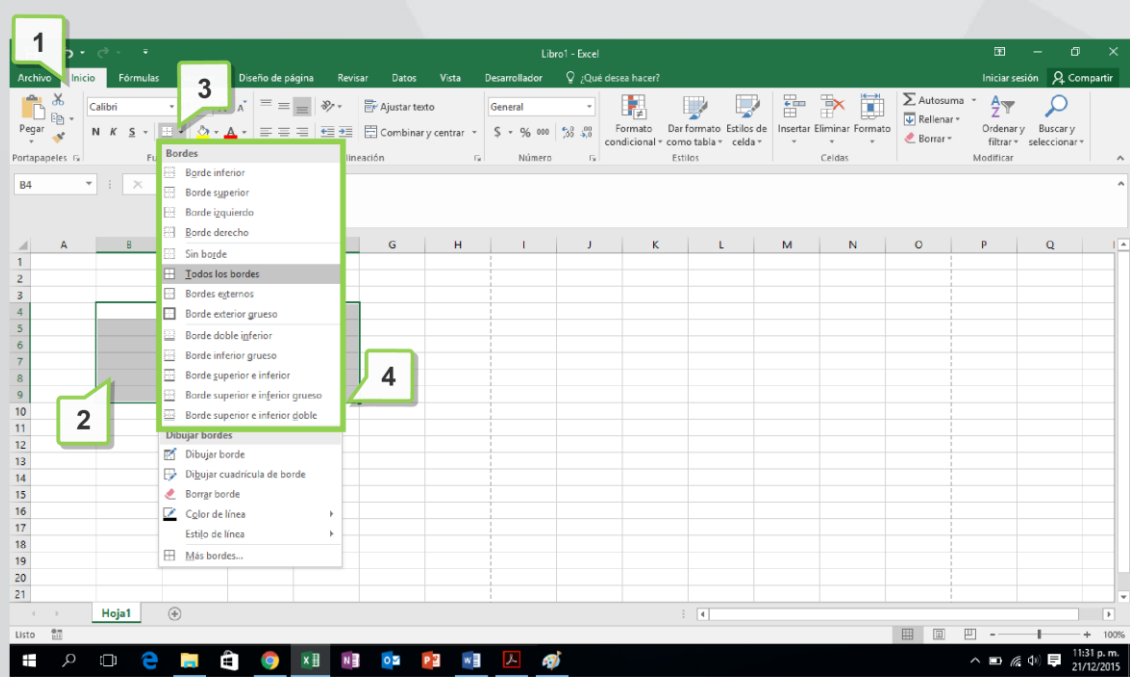 1
Libro1 - Excel
Archivo Inicio Fórmulas Diseño de página Revisar Datos Vista Desarrollador ¿Qué desea hacer? Iniciar sesión Compartir
3
Calibri Ajustar texto General Autosuma
Rellenar
Pegar N K S A Combinar y centrar $ % 000 Formato condicional Dar formato como tabla Estilos de celda Insertar Eliminar Formato Borrar Ordenar y filtrar Buscar y seleccionar
Portapapeles Número Estilos Celdas Modificar
B4
Bordes
Borde inferior
Borde superior
Borde izquierdo
Borde derecho
Sin borde
Todos los bordes
Bordes externos
Borde exterior grueso
Borde doble inferior
Borde inferior grueso
Borde superior e inferior
Borde superior e inferior grueso
Borde superior e inferior doble
Dibujar bordes
Dibujar borde
Dibujar cuadrícula de borde
Borrar borde
Color de línea
Estilo de línea
Más bordes...
A B G H I J K L M N O P Q
1
2
3
4
5
6
7
8
9
10
11
12
13
14
15
16
17
18
19
20
21
2
4
Hoja1
Listo 100%
11:31 p. m.
21/12/2015